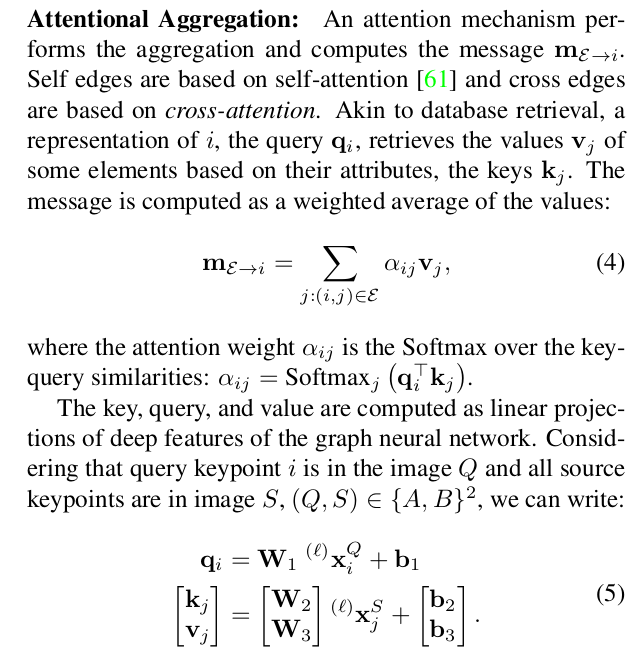 Attentional Aggregation: An attention mechanism per-
forms the aggregation and computes the message $\mathbf{m}_{\mathcal{E} \to i}$.
Self edges are based on self-attention [61] and cross edges
are based on cross-attention. Akin to database retrieval, a
representation of $i$, the query $\mathbf{q}_i$, retrieves the values $\mathbf{v}_j$ of
some elements based on their attributes, the keys $\mathbf{k}_j$. The
message is computed as a weighted average of the values:
$\mathbf{m}_{\mathcal{E} \to i} = \sum_{j:(i,j) \in \mathcal{E}} \alpha_{ij} \mathbf{v}_j,$ (4)
where the attention weight $\alpha_{ij}$ is the Softmax over the key-
query similarities: $\alpha_{ij} = \text{Softmax}_j \left( \mathbf{q}_i^\top \mathbf{k}_j \right)$.
The key, query, and value are computed as linear projec-
tions of deep features of the graph neural network. Consid-
ering that query keypoint $i$ is in the image $Q$ and all source
keypoints are in image $S$, $(Q, S) \in \{A, B\}^2$, we can write:
$\mathbf{q}_i = \mathbf{W}_1 \, {}^{(\ell)}\mathbf{x}_i^Q + \mathbf{b}_1$
$\begin{bmatrix} \mathbf{k}_j \\ \mathbf{v}_j \end{bmatrix} = \begin{bmatrix} \mathbf{W}_2 \\ \mathbf{W}_3 \end{bmatrix} {}^{(\ell)}\mathbf{x}_j^S + \begin{bmatrix} \mathbf{b}_2 \\ \mathbf{b}_3 \end{bmatrix}.$ (5)